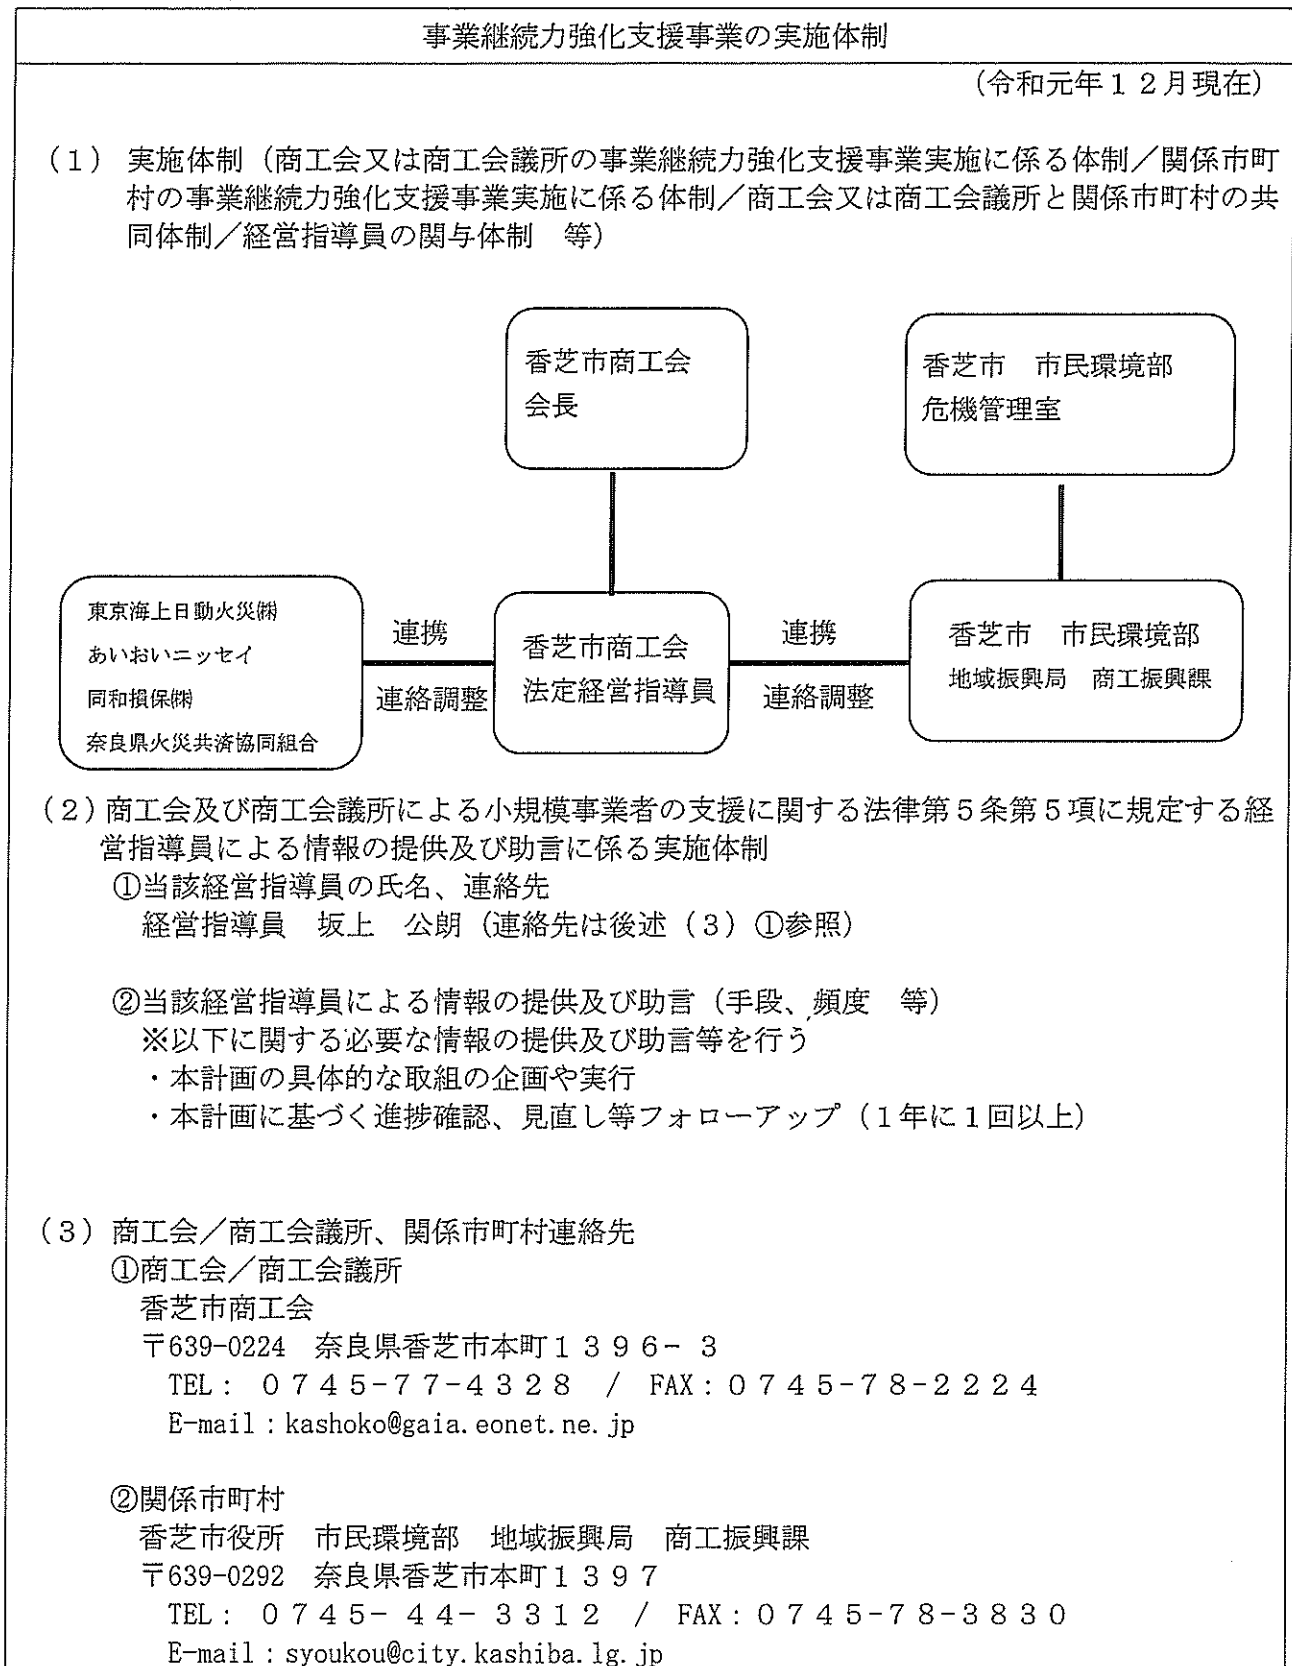 事業継続力強化支援事業の実施体制
（令和元年１２月現在）
（１） 実施体制（商工会又は商工会議所の事業継続力強化支援事業実施に係る体制／関係市町
村の事業継続力強化支援事業実施に係る体制／商工会又は商工会議所と関係市町村の共
同体制／経営指導員の関与体制　等）
香芝市商工会
会長
香芝市　市民環境部
危機管理室
東京海上日動火災㈱
あいおいニッセイ
同和損保㈱
奈良県火災共済協同組合
連携
連絡調整
香芝市商工会
法定経営指導員
連携
連絡調整
香芝市　市民環境部
地域振興局　商工振興課
（２）商工会及び商工会議所による小規模事業者の支援に関する法律第５条第５項に規定する経
営指導員による情報の提供及び助言に係る実施体制
①当該経営指導員の氏名、連絡先
経営指導員　坂上　公朗（連絡先は後述（３）①参照）
②当該経営指導員による情報の提供及び助言（手段、頻度　等）
※以下に関する必要な情報の提供及び助言等を行う
・本計画の具体的な取組の企画や実行
・本計画に基づく進捗確認、見直し等フォローアップ（１年に１回以上）
（３）商工会／商工会議所、関係市町村連絡先
①商工会／商工会議所
香芝市商工会
〒639-0224　奈良県香芝市本町１３９６-３
TEL： ０７４５-７７-４３２８ / FAX：０７４５-７８-２２２４
E-mail：kashoko@gaia.eonet.ne.jp
②関係市町村
香芝市役所　市民環境部　地域振興局　商工振興課
〒639-0292　奈良県香芝市本町１３９７
TEL： ０７４５-４４-３３１２ / FAX：０７４５-７８-３８３０
E-mail：syoukou@city.kashiba.lg.jp